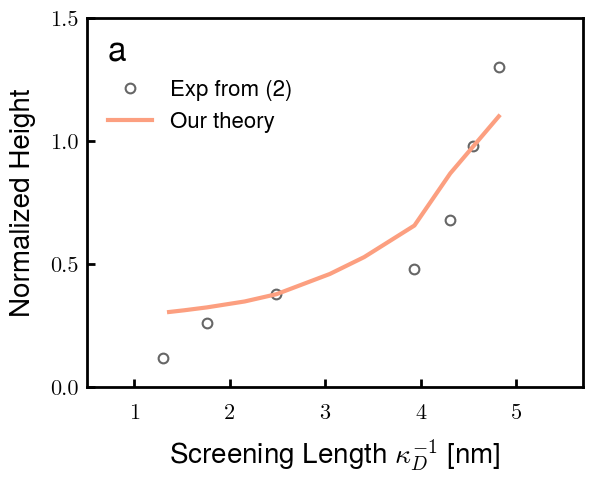 a
Exp from (2)
Our theory
Normalized Height
1.5
1.0
0.5
0.0
1 2 3 4 5
Screening Length κ_D^{-1} [nm]